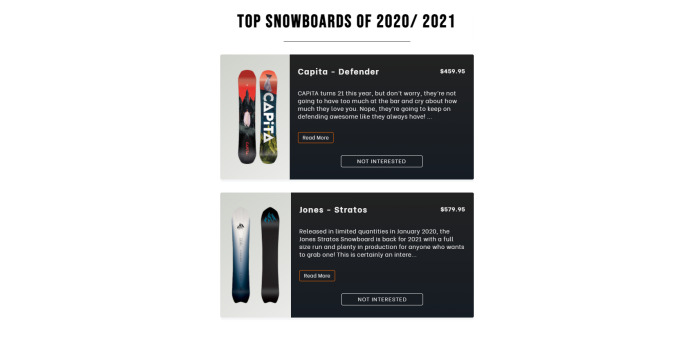 TOP SNOWBOARDS OF 2020/ 2021
CAPiTA
Capita - Defender
$459.95
CAPITA turns 21 this year, but don't worry, they're not
going to have too much at the bar and cry about how
much they love you. Nope, they're going to keep on
defending awesome like they always have! ...
Read More
NOT INTERESTED
Jones - Stratos
$579.95
Released in limited quantities in January 2020, the
Jones Stratos Snowboard is back for 2021 with a full
size run and plenty in production for anyone who wants
to grab one! This is certainly an intere...
Read More
NOT INTERESTED